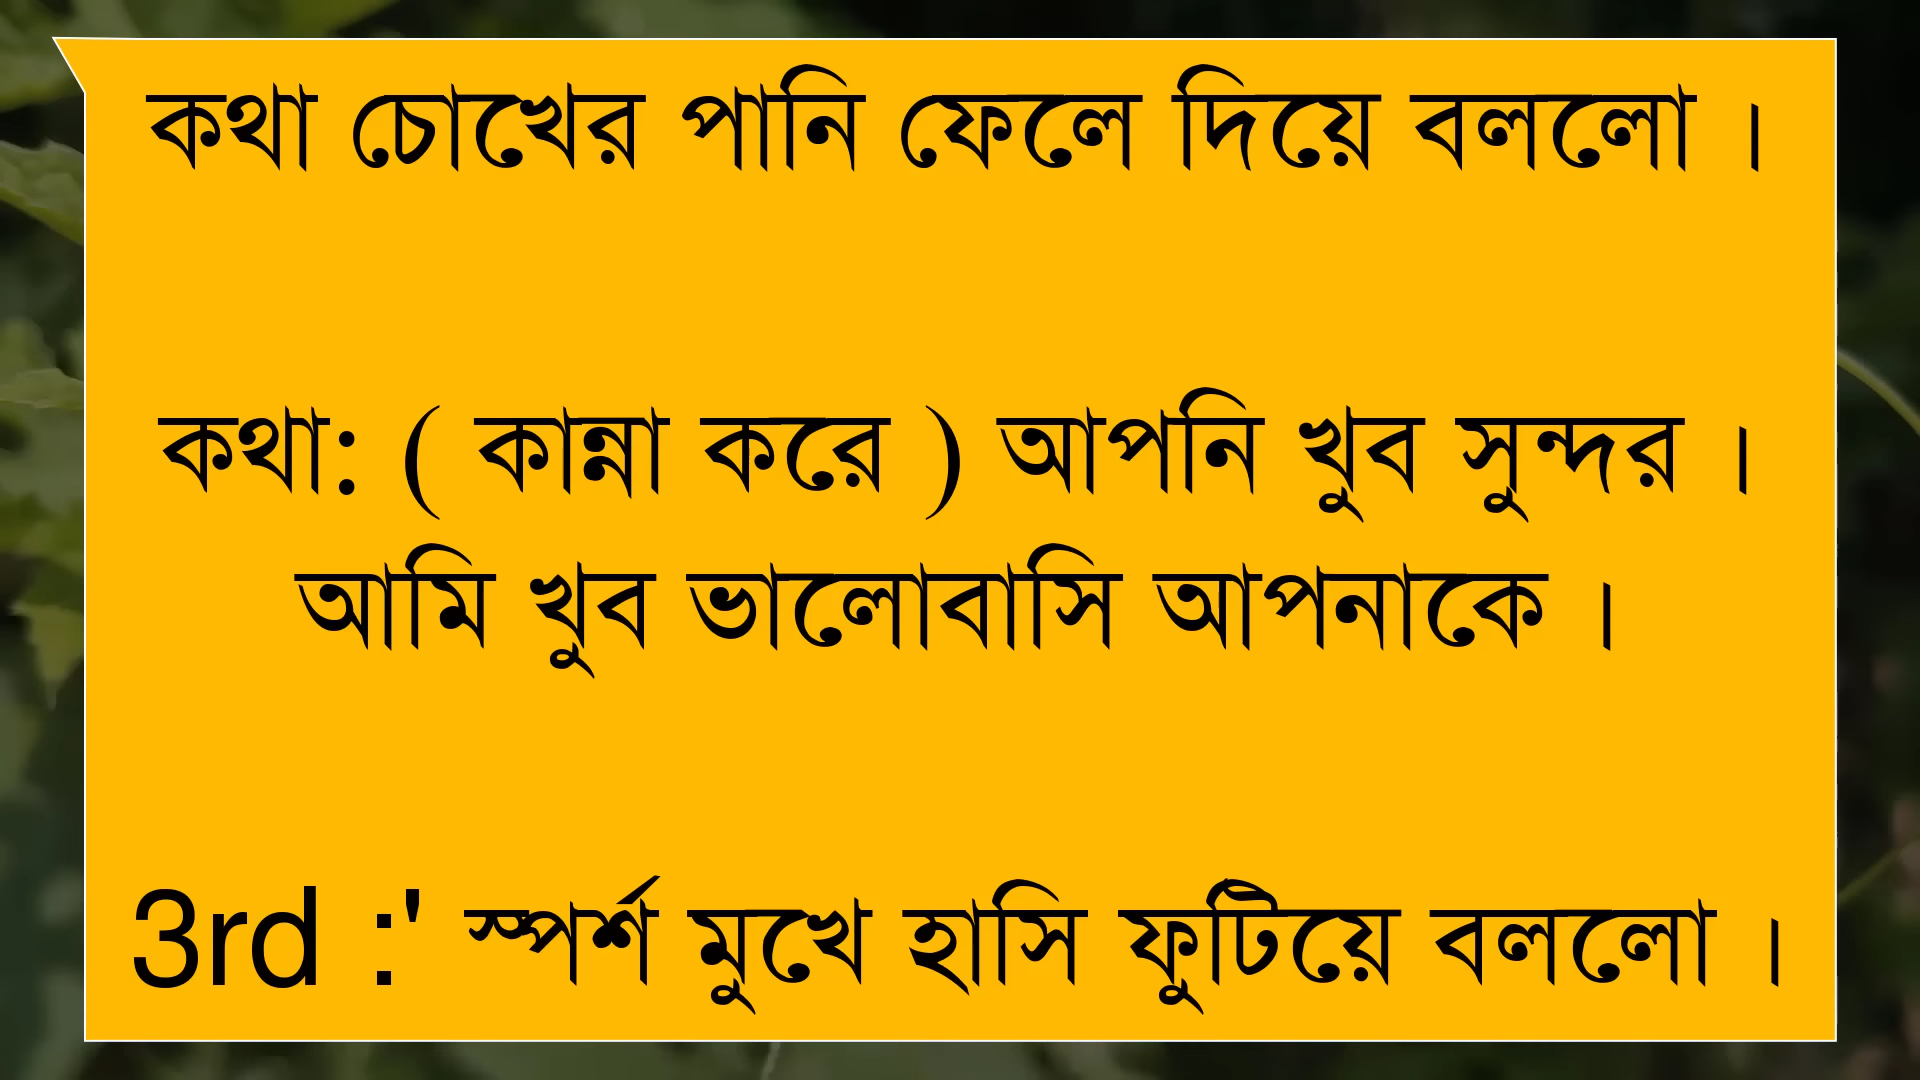 কথা চোখের পানি ফেলে দিয়ে বললো ।
কথা: ( কান্না করে ) আপনি খুব সুন্দর ।
আমি খুব ভালোবাসি আপনাকে ।
3rd :' স্পর্শ মুখে হাসি ফুটিয়ে বললো ।